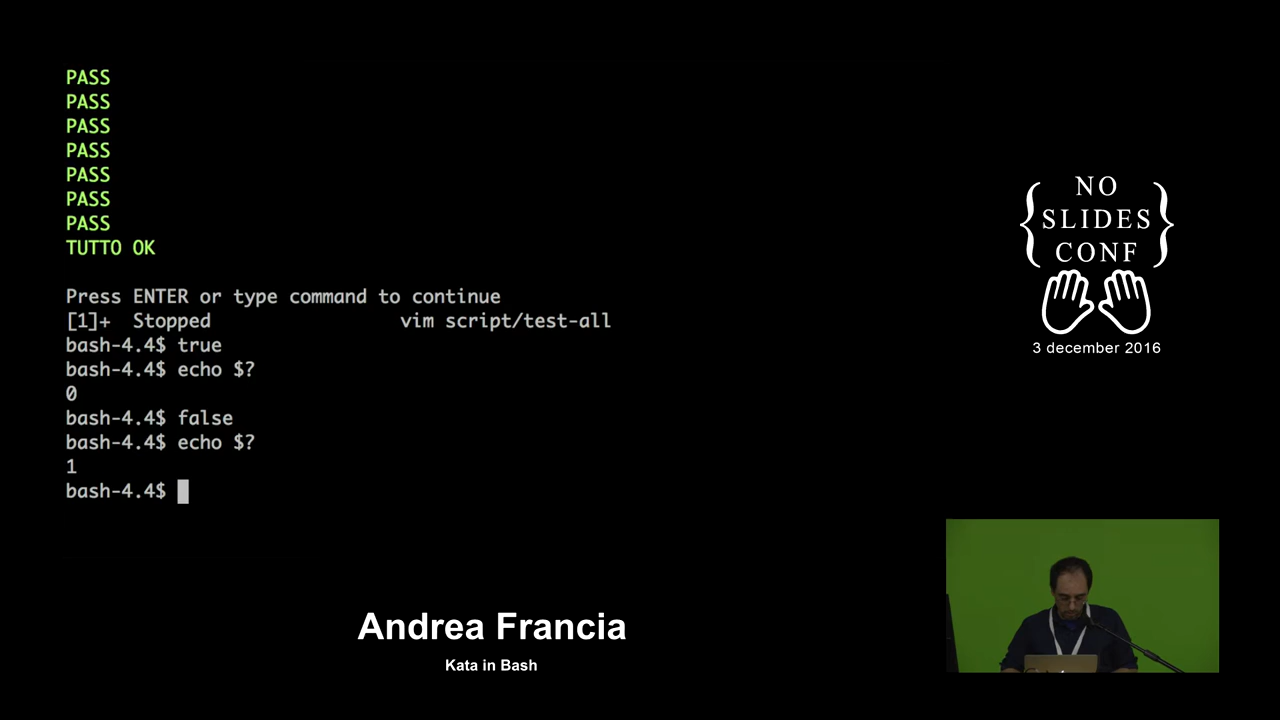 PASS
PASS
PASS
PASS
PASS
PASS
PASS
TUTTO OK
Press ENTER or type command to continue
[1]+  Stopped                 vim script/test-all
bash-4.4$ true
bash-4.4$ echo $?
0
bash-4.4$ false
bash-4.4$ echo $?
1
bash-4.4$
NO
{ SLIDES }
CONF
3 december 2016
Andrea Francia
Kata in Bash